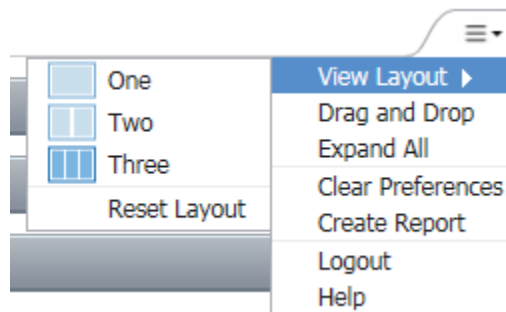 View Layout
Drag and Drop
Expand All
Clear Preferences
Create Report
Logout
Help
One
Two
Three
Reset Layout